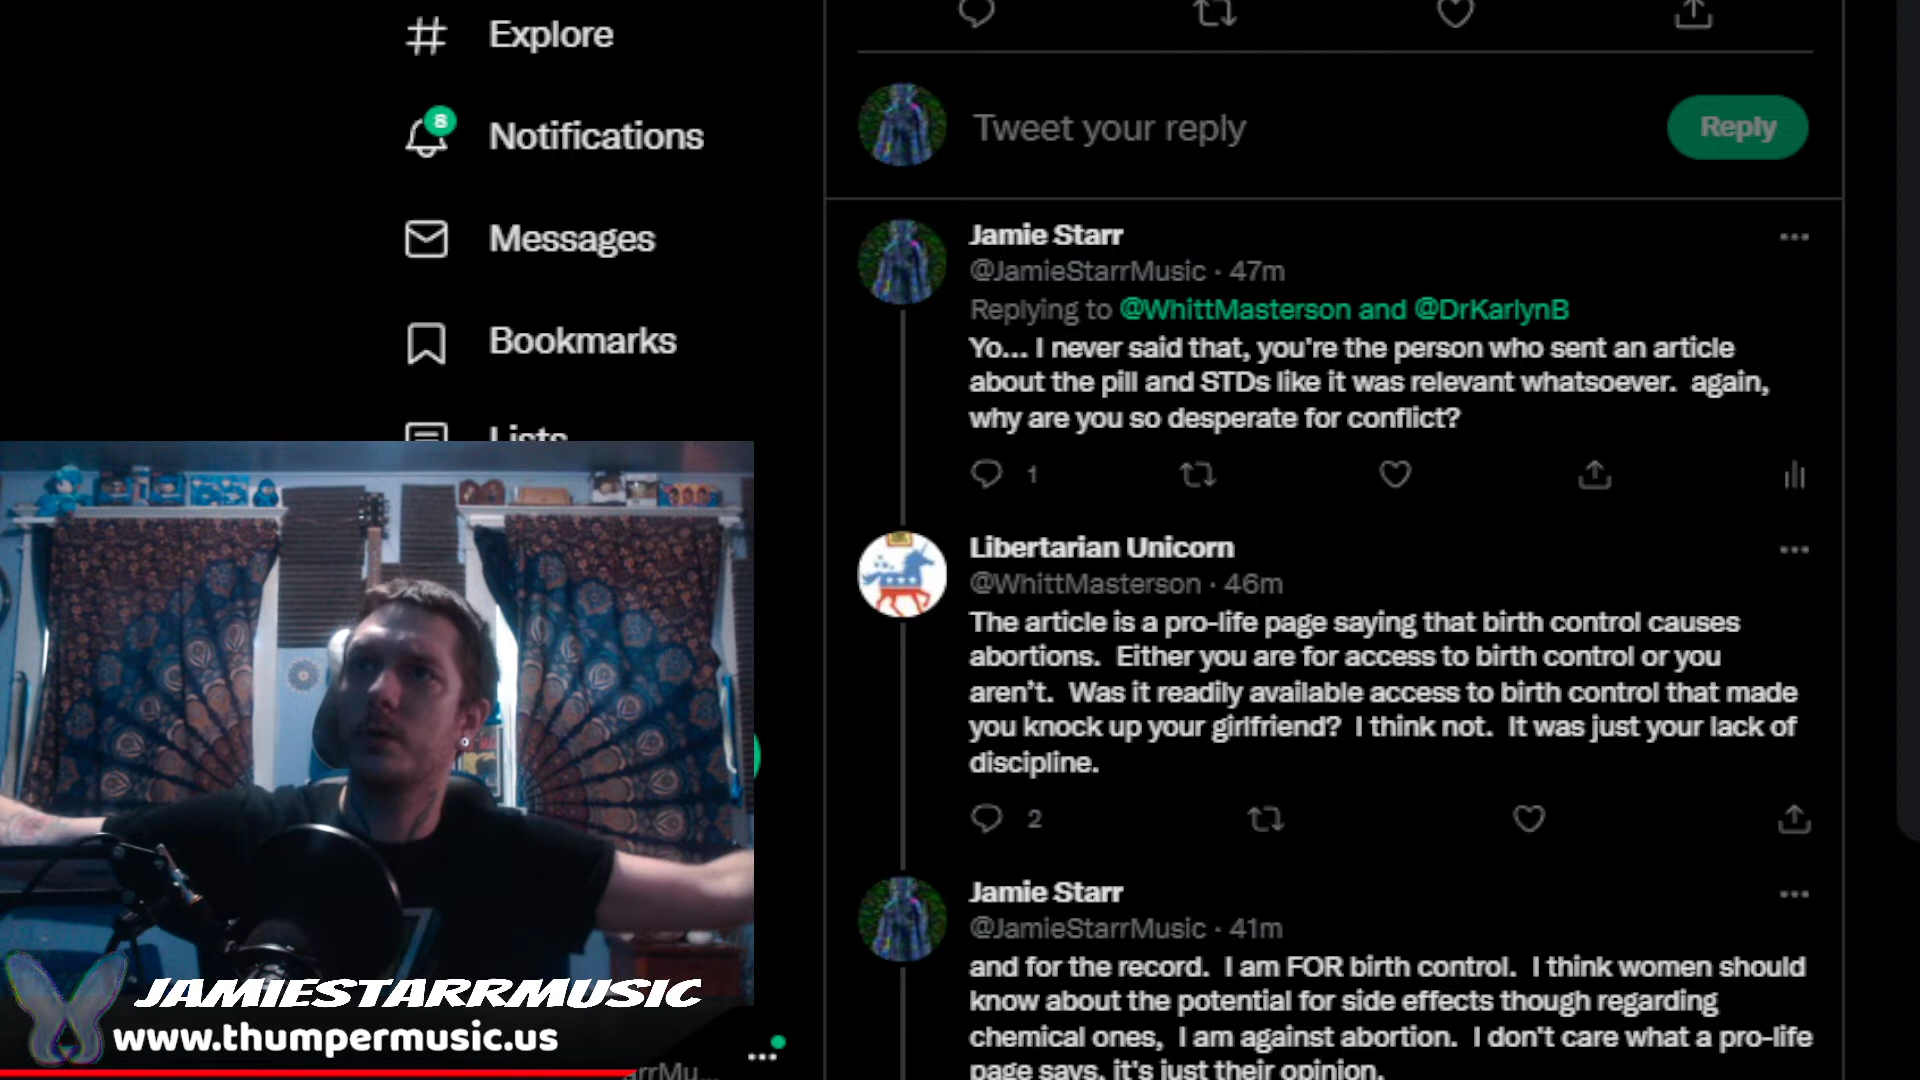 Explore
8
Notifications
Messages
Bookmarks
Lists
JAMIESTARRMUSIC
www.thumpermusic.us
Tweet your reply
Reply
Jamie Starr
@JamieStarrMusic · 47m
Replying to @WhittMasterson and @DrKarlynB
Yo... I never said that, you're the person who sent an article
about the pill and STDs like it was relevant whatsoever.  again,
why are you so desperate for conflict?
1
Libertarian Unicorn
@WhittMasterson · 46m
The article is a pro-life page saying that birth control causes
abortions.  Either you are for access to birth control or you
aren't.  Was it readily available access to birth control that made
you knock up your girlfriend?  I think not.  It was just your lack of
discipline.
2
Jamie Starr
@JamieStarrMusic · 41m
and for the record.  I am FOR birth control.  I think women should
know about the potential for side effects though regarding
chemical ones,  I am against abortion.  I don't care what a pro-life
page says, it's just their opinion.